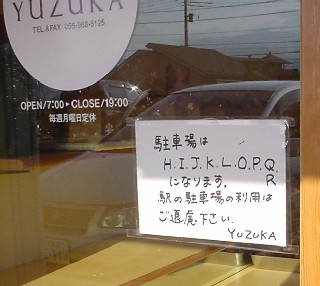 YUZUKA
TEL.&FAX 055-988-5125
OPEN/7:00▶CLOSE/19:00
毎週月曜日定休
駐車場は
H.I.J.K.L.O.P.Q.
R
になります。
駅の駐車場の利用は
ご遠慮下さい.
YUZUKA